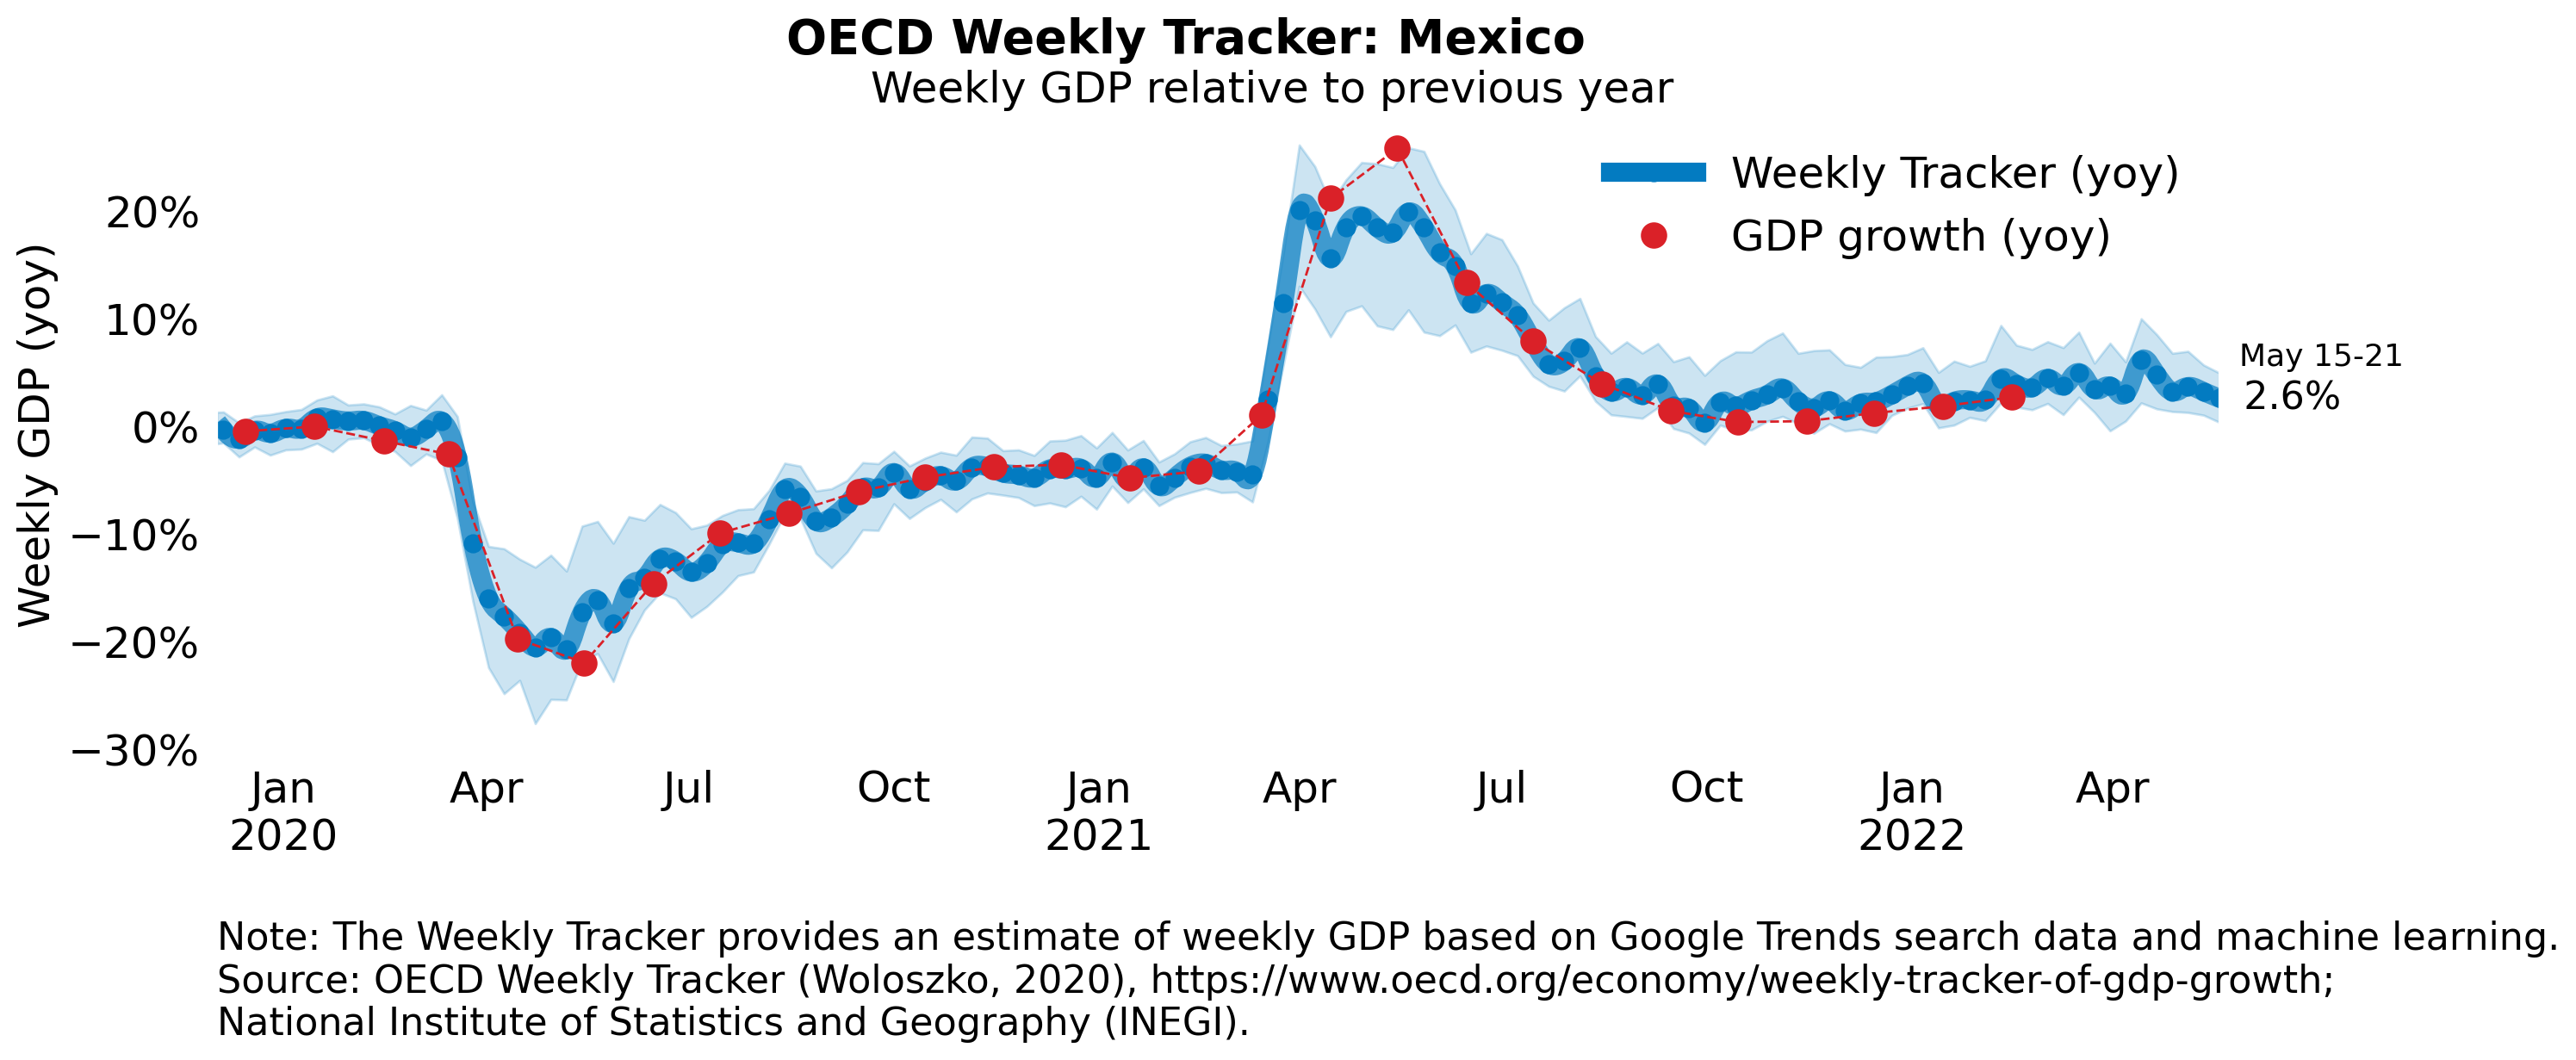 OECD Weekly Tracker: Mexico
Weekly GDP relative to previous year
Weekly Tracker (yoy)
GDP growth (yoy)
Weekly GDP (yoy)
20%
10%
0%
−10%
−20%
−30%
May 15-21
2.6%
Jan Apr Jul Oct Jan Apr Jul Oct Jan Apr
2020 2021 2022
Note: The Weekly Tracker provides an estimate of weekly GDP based on Google Trends search data and machine learning.
Source: OECD Weekly Tracker (Woloszko, 2020), https://www.oecd.org/economy/weekly-tracker-of-gdp-growth;
National Institute of Statistics and Geography (INEGI).